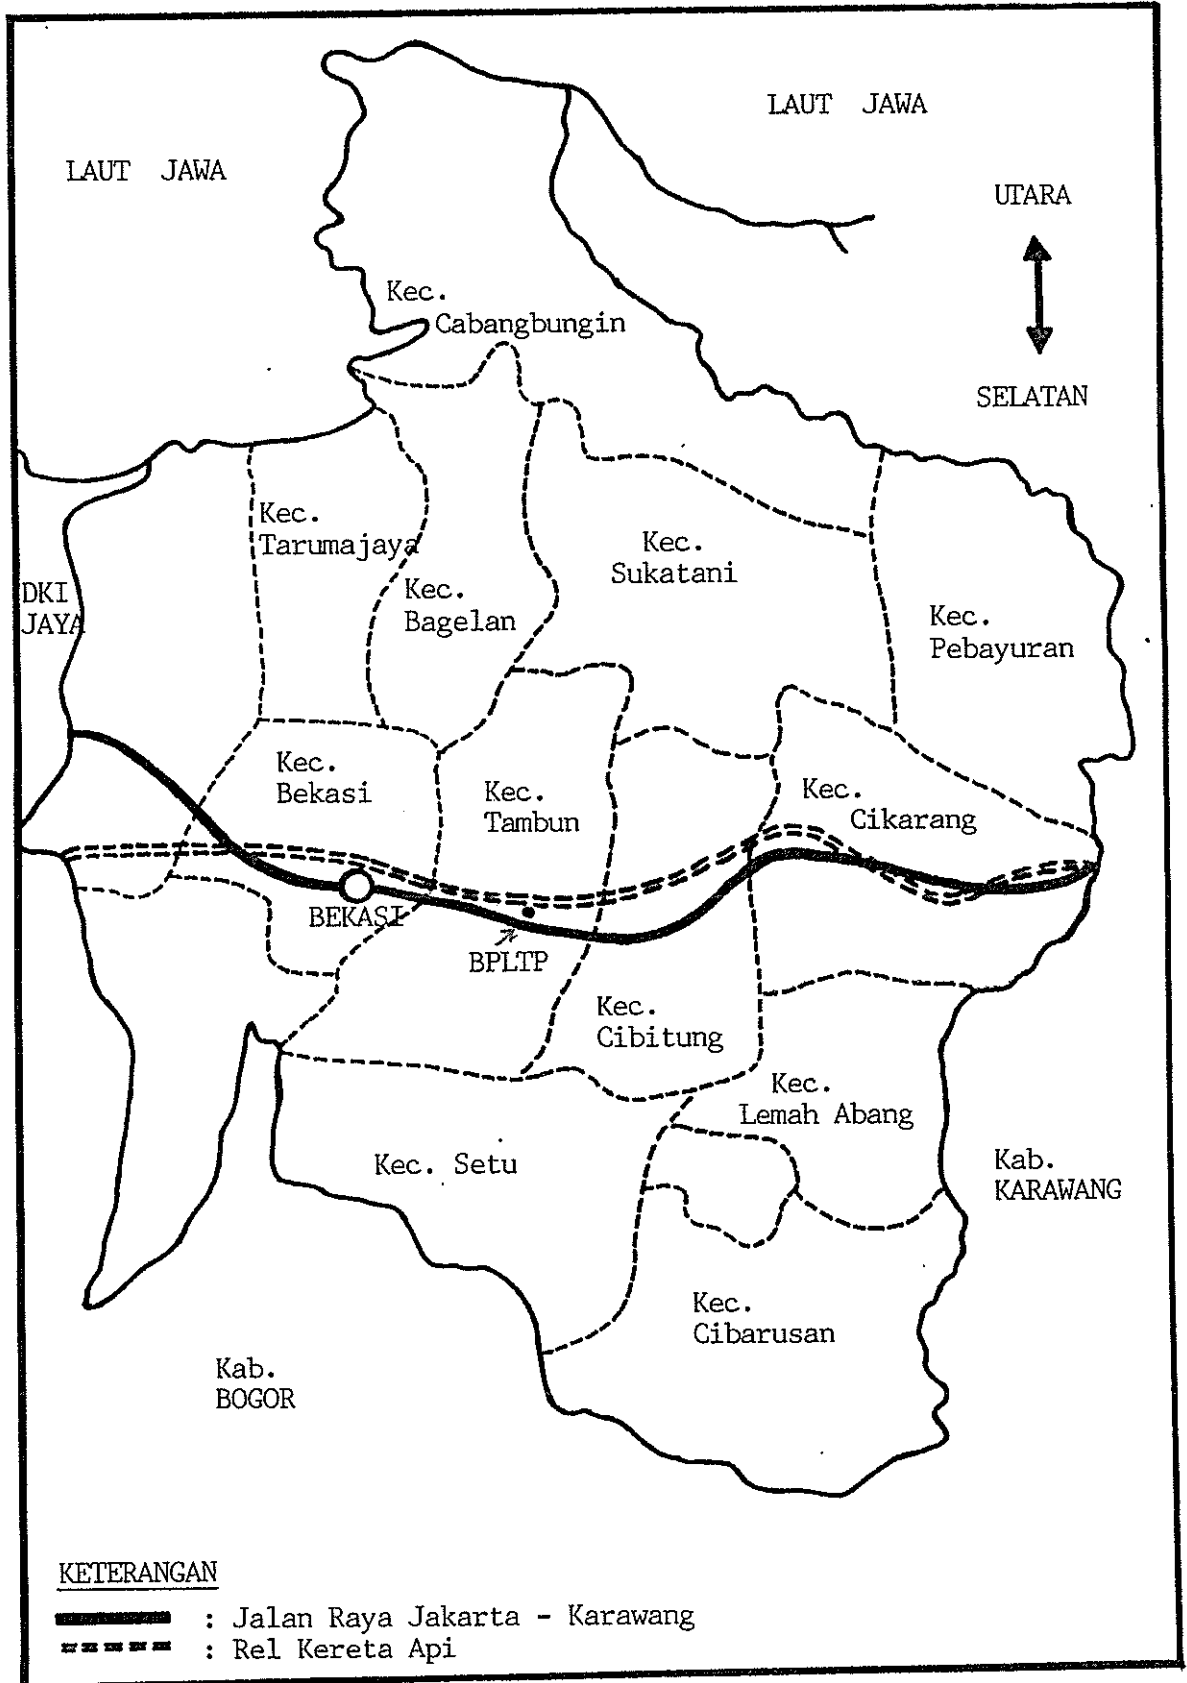 LAUT JAWA
LAUT JAWA
UTARA
Kec.
Cabangbungin
SELATAN
Kec.
Tarumajaya
Kec.
Sukatani
DKI
JAYA
Kec.
Bagelan
Kec.
Pebayuran
Kec.
Bekasi
Kec.
Tambun
Kec.
Cikarang
BEKASI
BPLTP
Kec.
Cibitung
Kec.
Lemah Abang
Kec. Setu
Kab.
KARAWANG
Kec.
Cibarusan
Kab.
BOGOR
KETERANGAN
: Jalan Raya Jakarta - Karawang
: Rel Kereta Api